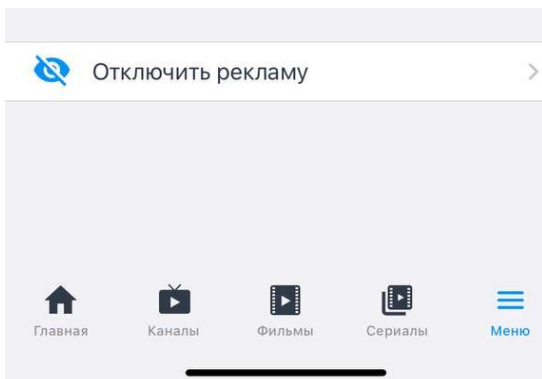 Отключить рекламу
Главная Каналы Фильмы Сериалы Меню